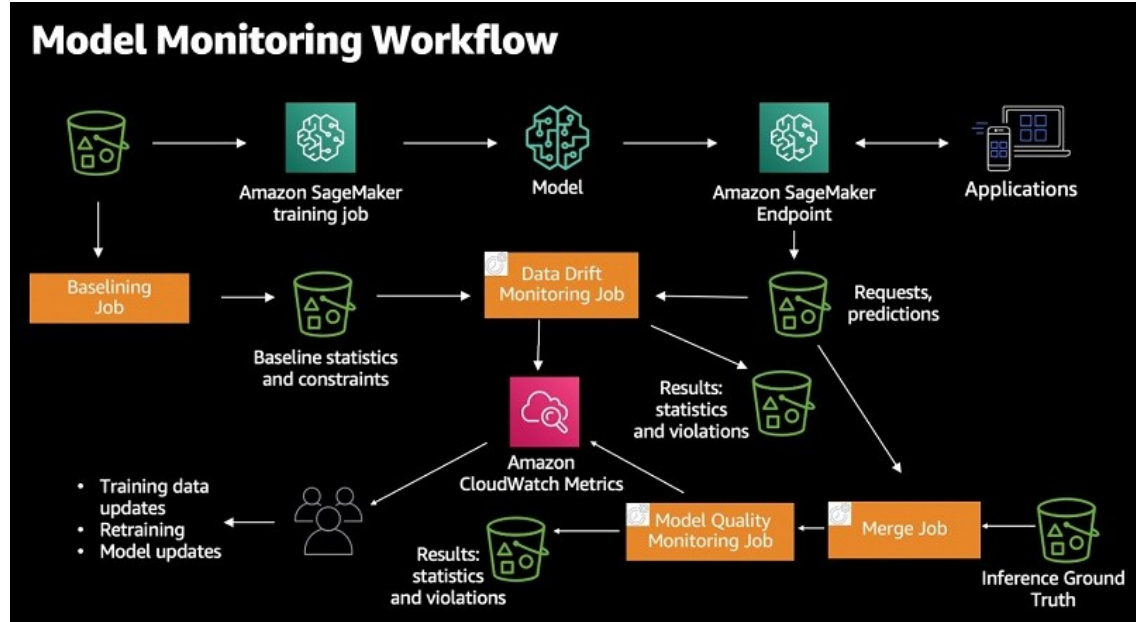 Model Monitoring Workflow
Amazon SageMaker
training job
Model
Amazon SageMaker
Endpoint
Applications
Baselining
Job
Baseline statistics
and constraints
Data Drift
Monitoring Job
Requests,
predictions
Results:
statistics
and violations
Amazon
CloudWatch Metrics
• Training data
updates
• Retraining
• Model updates
Results:
statistics
and violations
Model Quality
Monitoring Job
Merge Job
Inference Ground
Truth